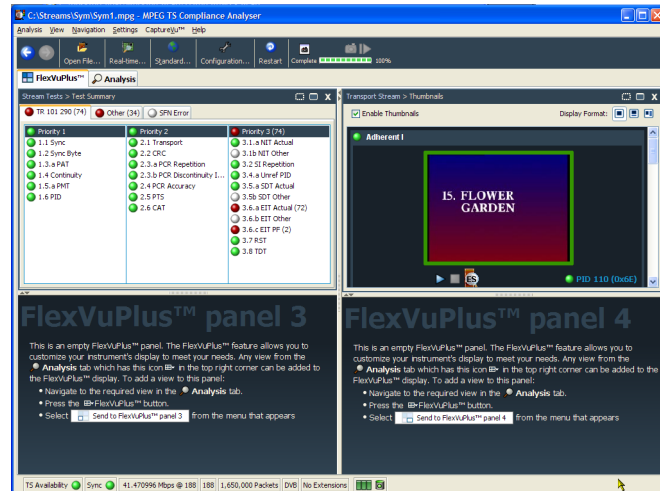 C:\Streams\Sym\Sym1.mpg - MPEG TS Compliance Analyser
Analysis View Navigation Settings CaptureVu™ Help
Open File... Real-time... Standard... Configuration... Restart Complete 100%
FlexVuPlus™ Analysis
Stream Tests > Test Summary
TR 101 290 (74) Other (34) SFN Error
Priority 1
1.1 Sync
1.2 Sync Byte
1.3.a PAT
1.4 Continuity
1.5.a PMT
1.6 PID
Priority 2
2.1 Transport
2.2 CRC
2.3.a PCR Repetition
2.3.b PCR Discontinuity I...
2.4 PCR Accuracy
2.5 PTS
2.6 CAT
Priority 3 (74)
3.1.a NIT Actual
3.1b NIT Other
3.2 SI Repetition
3.4.a Unref PID
3.5.a SDT Actual
3.5b SDT Other
3.6.a EIT Actual (72)
3.6.b EIT Other
3.6.c EIT PF (2)
3.7 RST
3.8 TDT
Transport Stream > Thumbnails
Enable Thumbnails Display Format:
Adherent I
15. FLOWER
GARDEN
ES
PID 110 (0x6E)
FlexVuPlus™ panel 3
This is an empty FlexVuPlus™ panel. The FlexVuPlus™ feature allows you to
customize your instrument's display to meet your needs. Any view from the
Analysis tab which has this icon in the top right corner can be added to
the FlexVuPlus™ display. To add a view to this panel:
• Navigate to the required view in the Analysis tab.
• Press the FlexVuPlus™ button.
• Select Send to FlexVuPlus™ panel 3 from the menu that appears
FlexVuPlus™ panel 4
This is an empty FlexVuPlus™ panel. The FlexVuPlus™ feature allows you to
customize your instrument's display to meet your needs. Any view from the
Analysis tab which has this icon in the top right corner can be added to the
FlexVuPlus™ display. To add a view to this panel:
• Navigate to the required view in the Analysis tab.
• Press the FlexVuPlus™ button.
• Select Send to FlexVuPlus™ panel 4 from the menu that appears
TS Availability Sync 41.470996 Mbps @ 188 188 1,650,000 Packets DVB No Extensions